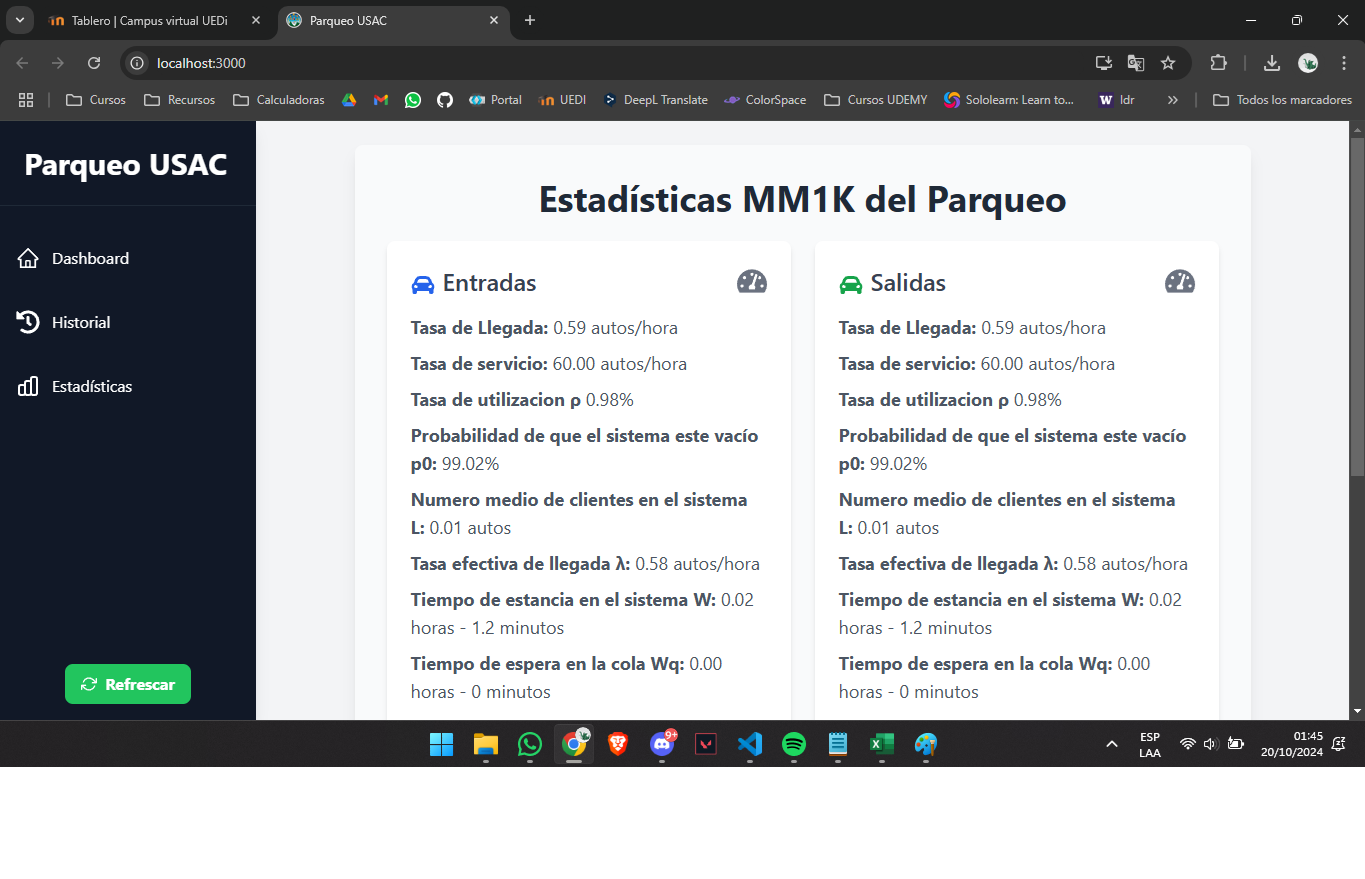 Tablero | Campus virtual UEDi
Parqueo USAC
localhost:3000
Cursos
Recursos
Calculadoras
Portal
UEDI
DeepL Translate
ColorSpace
Cursos UDEMY
Sololearn: Learn to...
W ldr
Todos los marcadores
Parqueo USAC
Dashboard
Historial
Estadísticas
Refrescar
Estadísticas MM1K del Parqueo
Entradas
Tasa de Llegada: 0.59 autos/hora
Tasa de servicio: 60.00 autos/hora
Tasa de utilizacion ρ 0.98%
Probabilidad de que el sistema este vacío
p0: 99.02%
Numero medio de clientes en el sistema
L: 0.01 autos
Tasa efectiva de llegada λ: 0.58 autos/hora
Tiempo de estancia en el sistema W: 0.02
horas - 1.2 minutos
Tiempo de espera en la cola Wq: 0.00
horas - 0 minutos
Salidas
Tasa de Llegada: 0.59 autos/hora
Tasa de servicio: 60.00 autos/hora
Tasa de utilizacion ρ 0.98%
Probabilidad de que el sistema este vacío
p0: 99.02%
Numero medio de clientes en el sistema
L: 0.01 autos
Tasa efectiva de llegada λ: 0.58 autos/hora
Tiempo de estancia en el sistema W: 0.02
horas - 1.2 minutos
Tiempo de espera en la cola Wq: 0.00
horas - 0 minutos
9+
ESP
LAA
01:45
20/10/2024